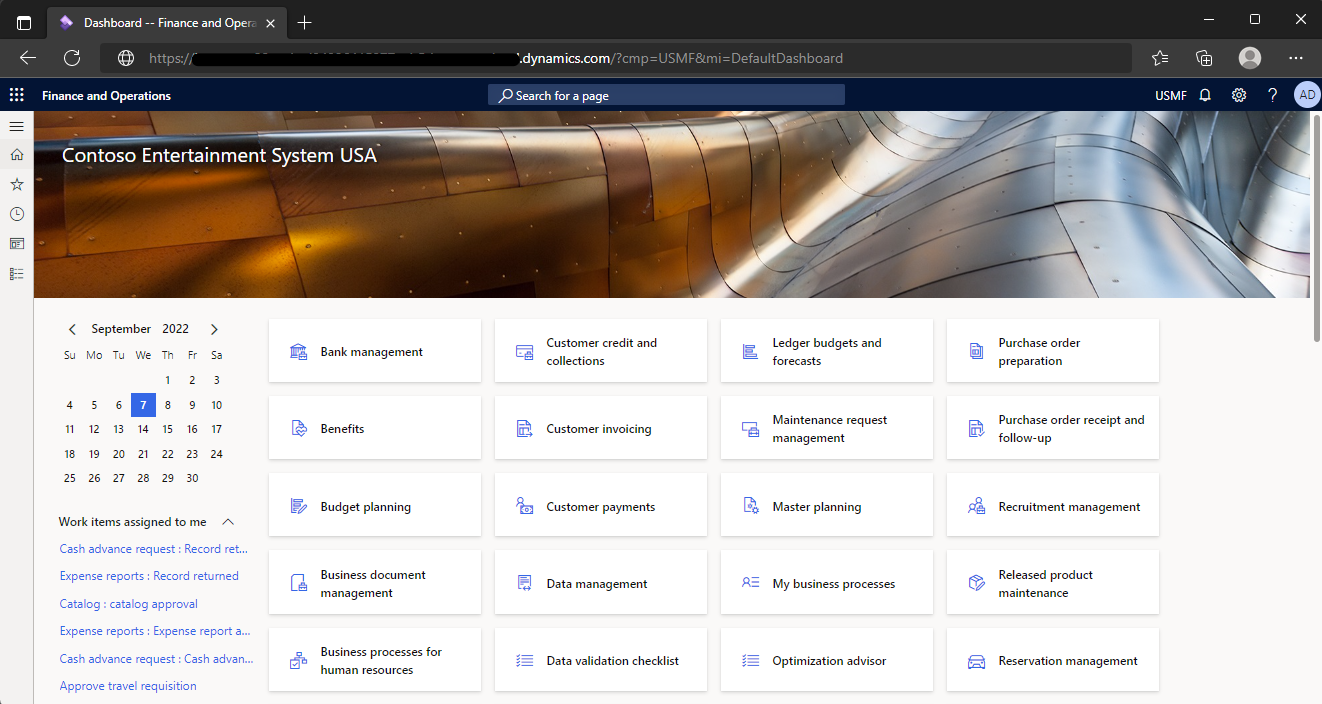 Dashboard -- Finance and Opera
https://
.dynamics.com/?cmp=USMF&mi=DefaultDashboard
Finance and Operations
Search for a page
USMF
?
AD
Contoso Entertainment System USA
September 2022
Su Mo Tu We Th Fr Sa
1 2 3
4 5 6 7 8 9 10
11 12 13 14 15 16 17
18 19 20 21 22 23 24
25 26 27 28 29 30
Work items assigned to me
Cash advance request : Record ret...
Expense reports : Record returned
Catalog : catalog approval
Expense reports : Expense report a...
Cash advance request : Cash advan...
Approve travel requisition
Bank management
Customer credit and
collections
Ledger budgets and
forecasts
Purchase order
preparation
Benefits
Customer invoicing
Maintenance request
management
Purchase order receipt and
follow-up
Budget planning
Customer payments
Master planning
Recruitment management
Business document
management
Data management
My business processes
Released product
maintenance
Business processes for
human resources
Data validation checklist
Optimization advisor
Reservation management